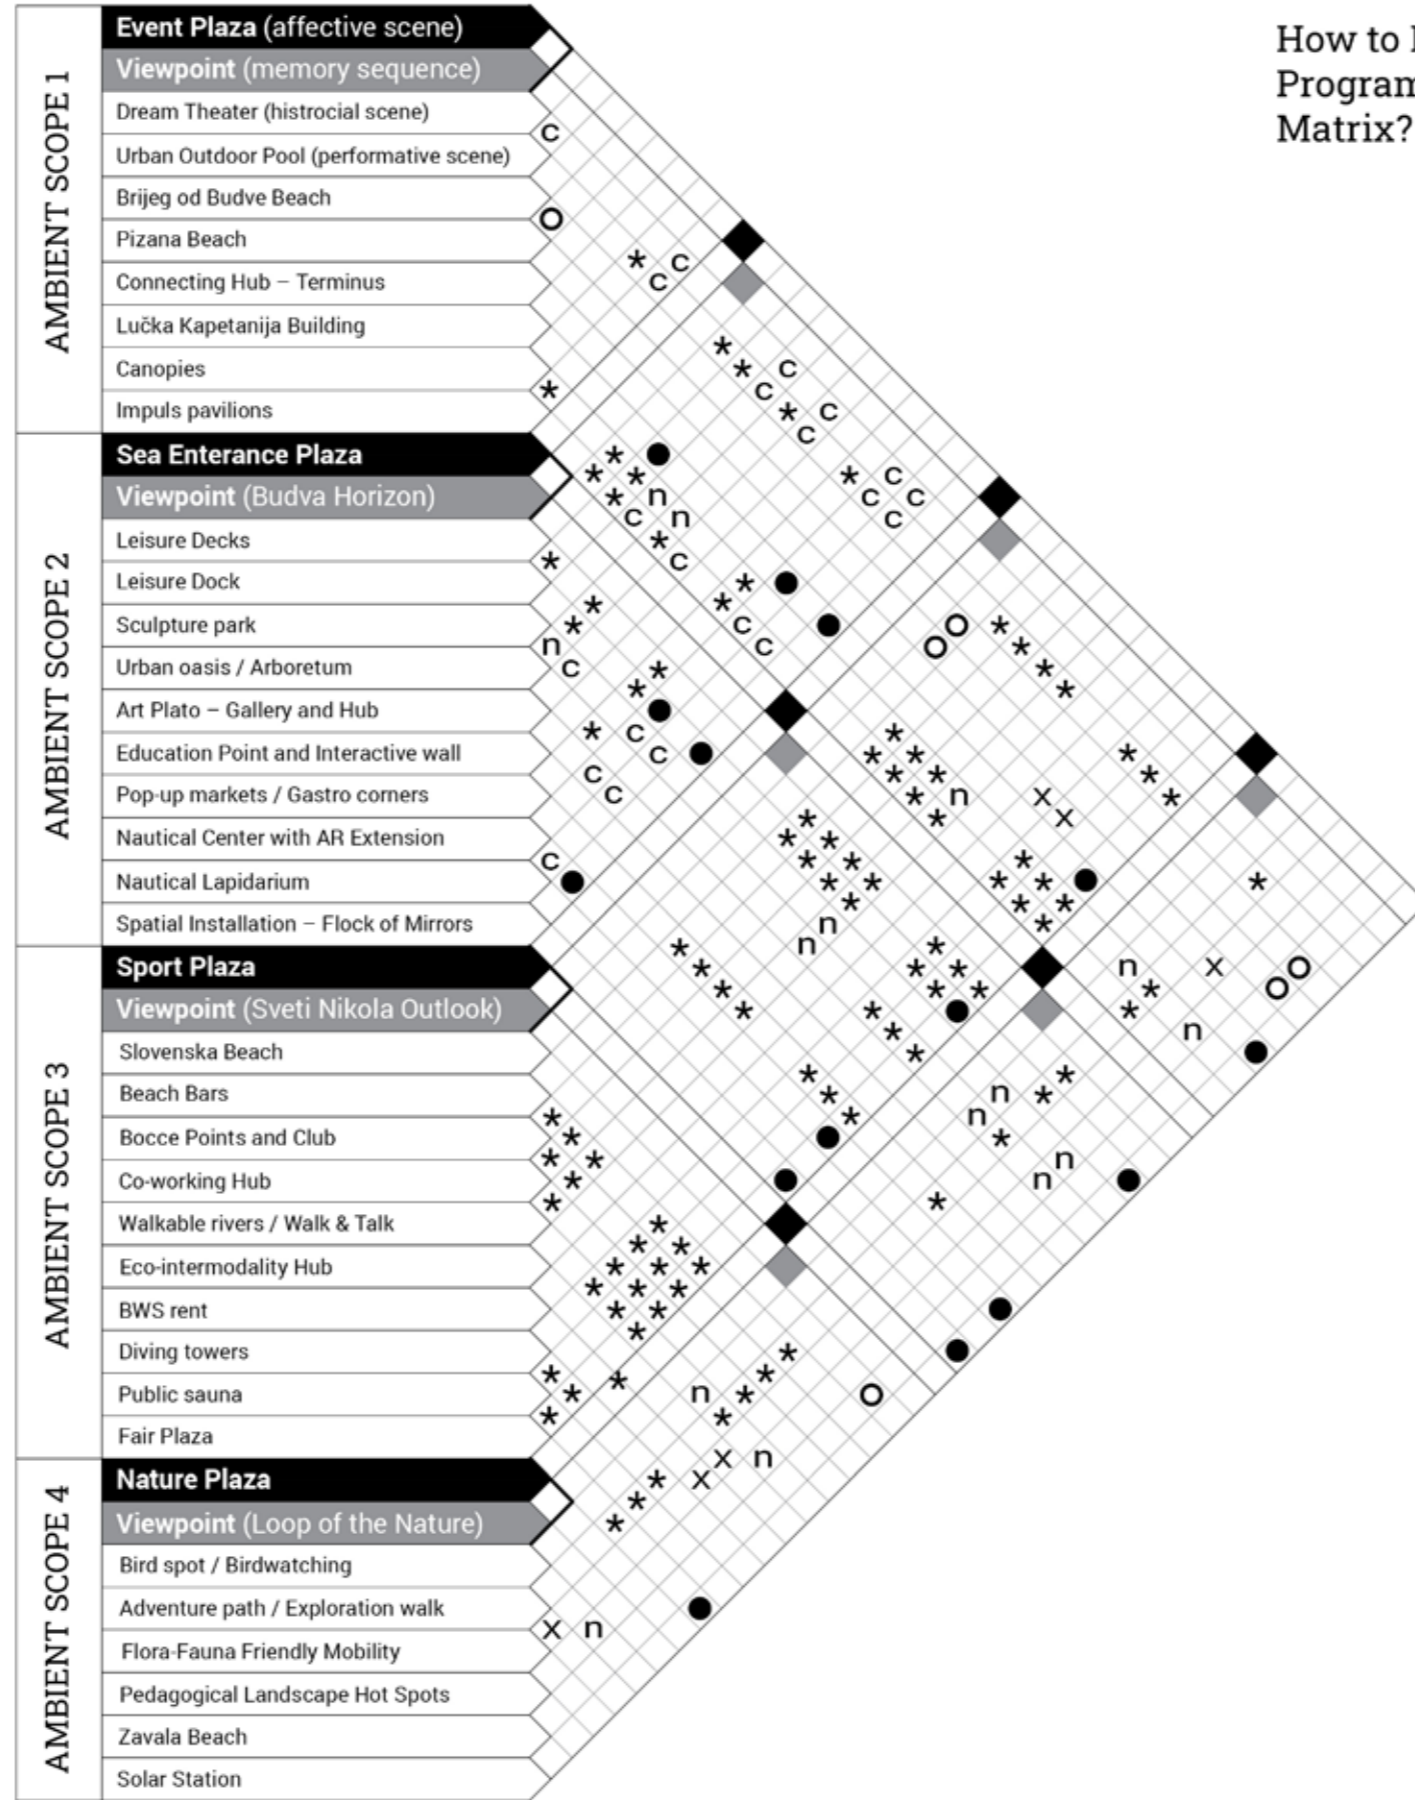 How to
Program
Matrix?
AMBIENT SCOPE 1
Event Plaza (affective scene)
Viewpoint (memory sequence)
Dream Theater (histrocial scene)
Urban Outdoor Pool (performative scene)
Brijeg od Budve Beach
Pizana Beach
Connecting Hub – Terminus
Lučka Kapetanija Building
Canopies
Impuls pavilions
AMBIENT SCOPE 2
Sea Enterance Plaza
Viewpoint (Budva Horizon)
Leisure Decks
Leisure Dock
Sculpture park
Urban oasis / Arboretum
Art Plato – Gallery and Hub
Education Point and Interactive wall
Pop-up markets / Gastro corners
Nautical Center with AR Extension
Nautical Lapidarium
Spatial Installation – Flock of Mirrors
AMBIENT SCOPE 3
Sport Plaza
Viewpoint (Sveti Nikola Outlook)
Slovenska Beach
Beach Bars
Bocce Points and Club
Co-working Hub
Walkable rivers / Walk & Talk
Eco-intermodality Hub
BWS rent
Diving towers
Public sauna
Fair Plaza
AMBIENT SCOPE 4
Nature Plaza
Viewpoint (Loop of the Nature)
Bird spot / Birdwatching
Adventure path / Exploration walk
Flora-Fauna Friendly Mobility
Pedagogical Landscape Hot Spots
Zavala Beach
Solar Station